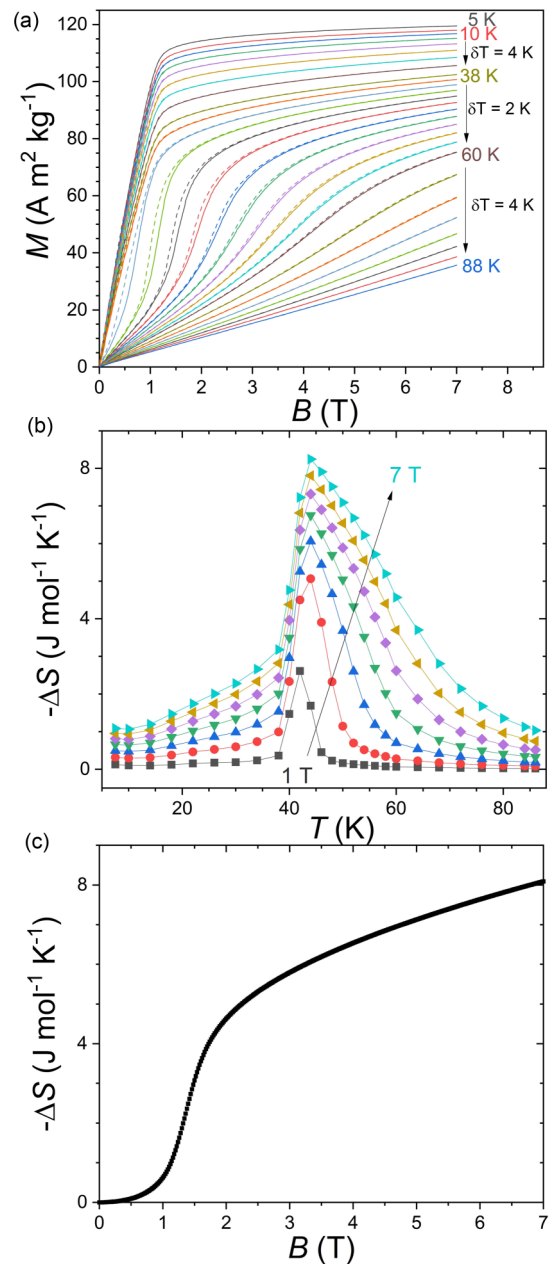 (a)
120
100
80
60
40
20
0
M (A m² kg⁻¹)
5 K
10 K
δT = 4 K
38 K
δT = 2 K
60 K
δT = 4 K
88 K
0 1 2 3 4 5 6 7 8
B (T)
(b)
8
4
0
-ΔS (J mol⁻¹ K⁻¹)
7 T
1 T
20 40 60 80
T (K)
(c)
8
4
0
-ΔS (J mol⁻¹ K⁻¹)
0 1 2 3 4 5 6 7
B (T)